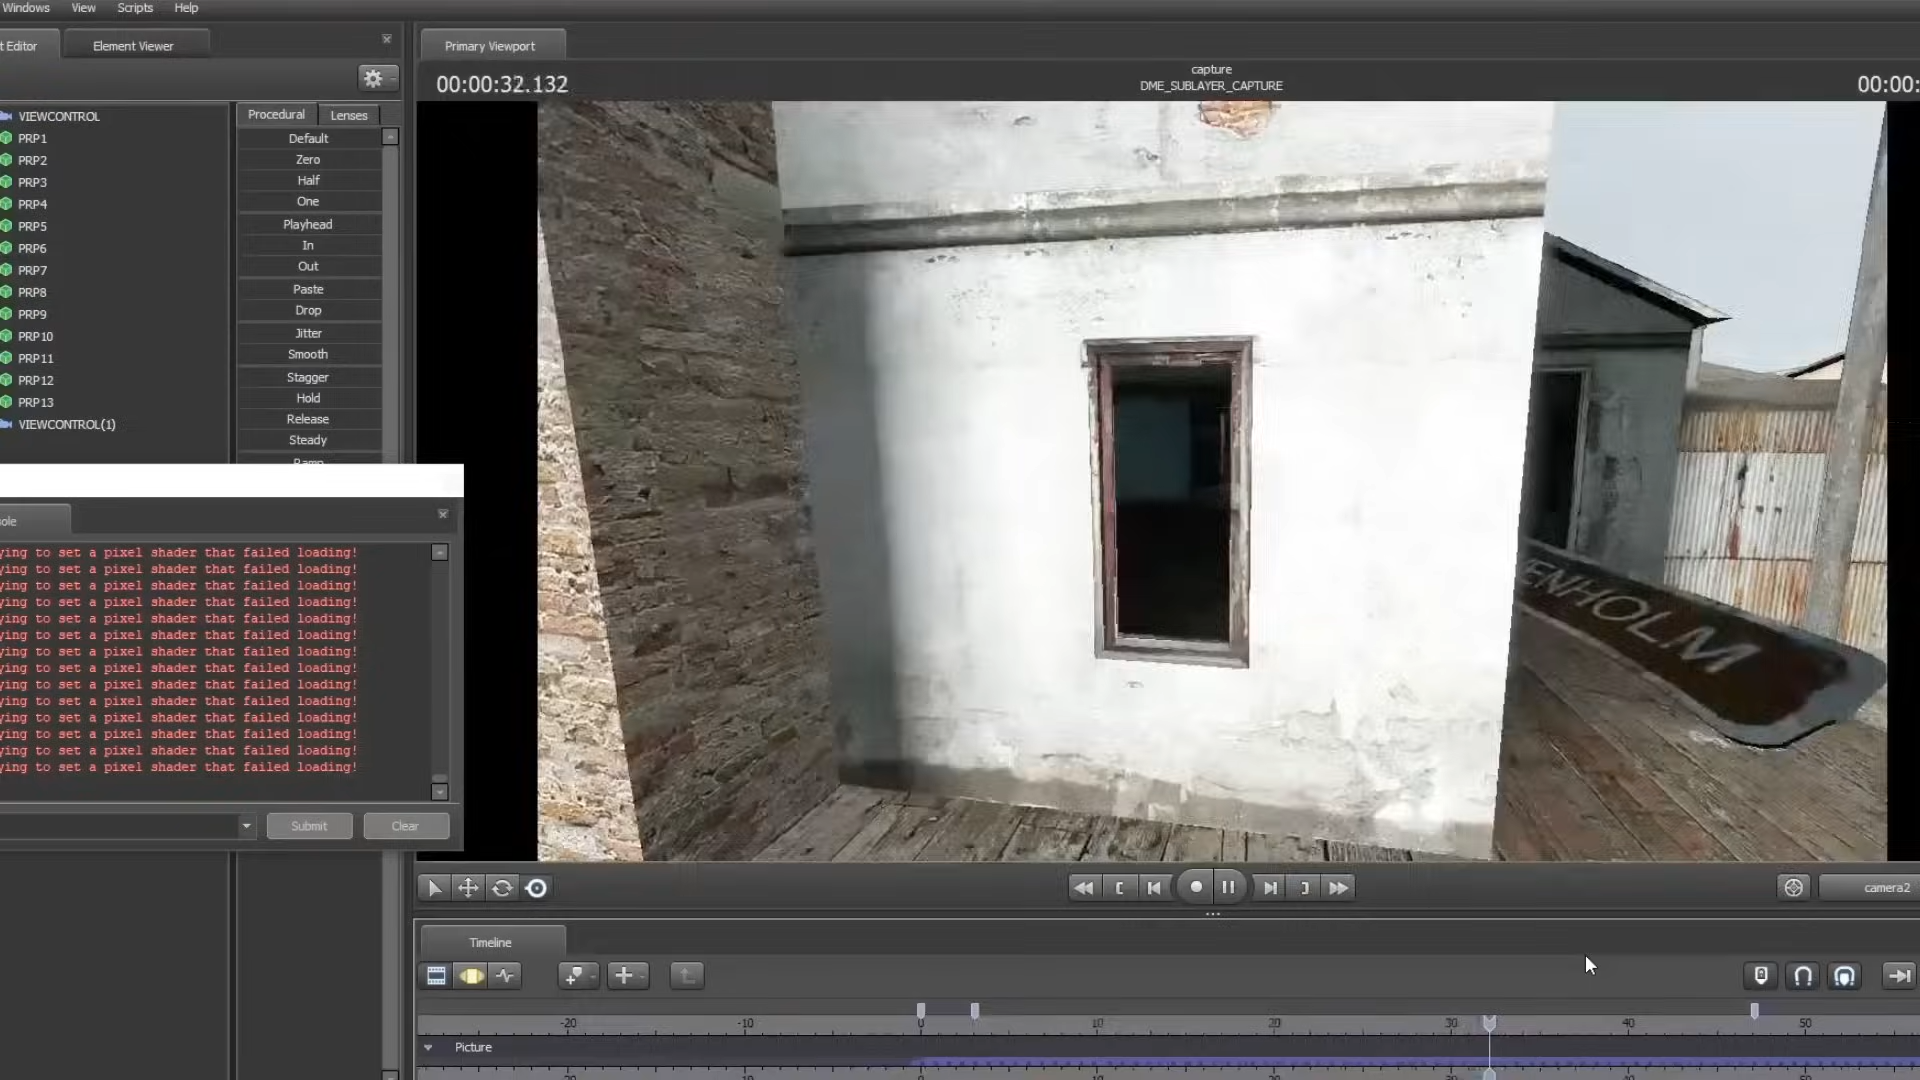 Windows View Scripts Help
t Editor Element Viewer
Primary Viewport
00:00:32.132
capture
DME_SUBLAYER_CAPTURE
00:00:
VIEWCONTROL
PRP1
PRP2
PRP3
PRP4
PRP5
PRP6
PRP7
PRP8
PRP9
PRP10
PRP11
PRP12
PRP13
VIEWCONTROL(1)
Procedural Lenses
Default
Zero
Half
One
Playhead
In
Out
Paste
Drop
Jitter
Smooth
Stagger
Hold
Release
Steady
Ramp
ENHOLM
ole
ying to set a pixel shader that failed loading!
ying to set a pixel shader that failed loading!
ying to set a pixel shader that failed loading!
ying to set a pixel shader that failed loading!
ying to set a pixel shader that failed loading!
ying to set a pixel shader that failed loading!
ying to set a pixel shader that failed loading!
ying to set a pixel shader that failed loading!
ying to set a pixel shader that failed loading!
ying to set a pixel shader that failed loading!
ying to set a pixel shader that failed loading!
ying to set a pixel shader that failed loading!
ying to set a pixel shader that failed loading!
ying to set a pixel shader that failed loading!
Submit Clear
camera2
Timeline
-20 -10 0 10 20 30 40 50
Picture